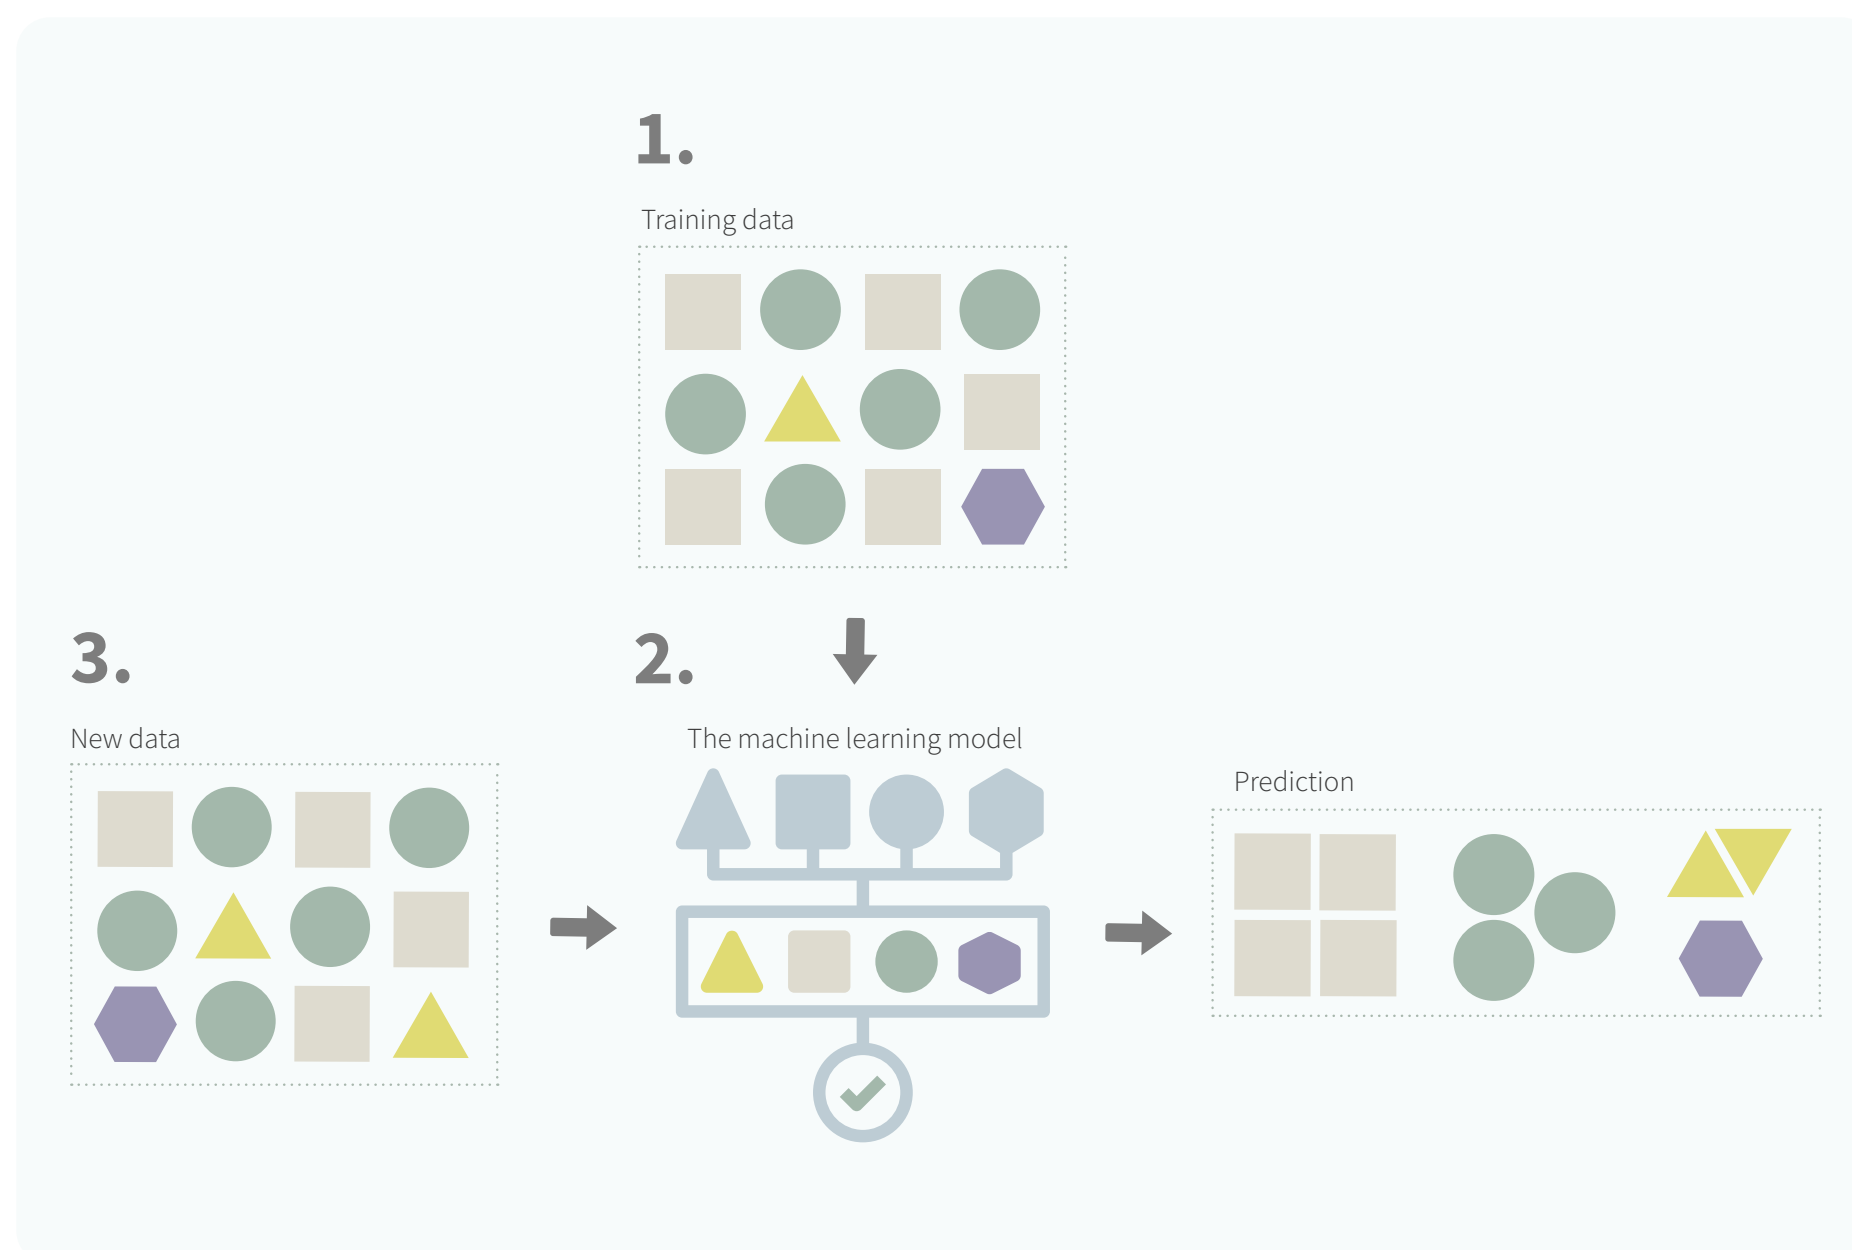 1.
Training data
3.
2.
New data
The machine learning model
Prediction